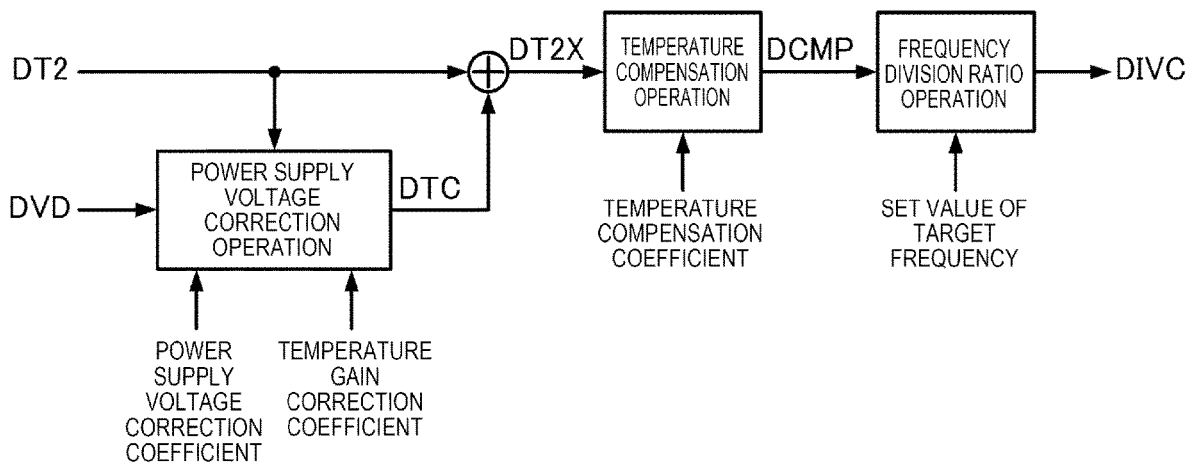 DT2
DT2X
TEMPERATURE
COMPENSATION
OPERATION
DCMP
FREQUENCY
DIVISION RATIO
OPERATION
DIVC
DVD
POWER SUPPLY
VOLTAGE
CORRECTION
OPERATION
DTC
TEMPERATURE
COMPENSATION
COEFFICIENT
SET VALUE OF
TARGET
FREQUENCY
POWER
SUPPLY
VOLTAGE
CORRECTION
COEFFICIENT
TEMPERATURE
GAIN
CORRECTION
COEFFICIENT